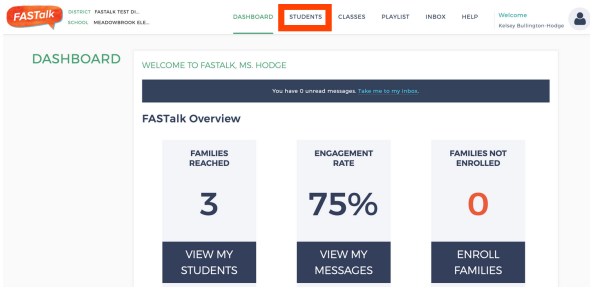 FASTalk
DISTRICT FASTALK TEST DI...
SCHOOL MEADOWBROOK ELE...
DASHBOARD STUDENTS CLASSES PLAYLIST INBOX HELP
Welcome
Kelsey Bullington-Hodge
DASHBOARD
WELCOME TO FASTALK, MS. HODGE
You have 0 unread messages. Take me to my inbox.
FASTalk Overview
FAMILIES
REACHED
3
VIEW MY
STUDENTS
ENGAGEMENT
RATE
75%
VIEW MY
MESSAGES
FAMILIES NOT
ENROLLED
0
ENROLL
FAMILIES